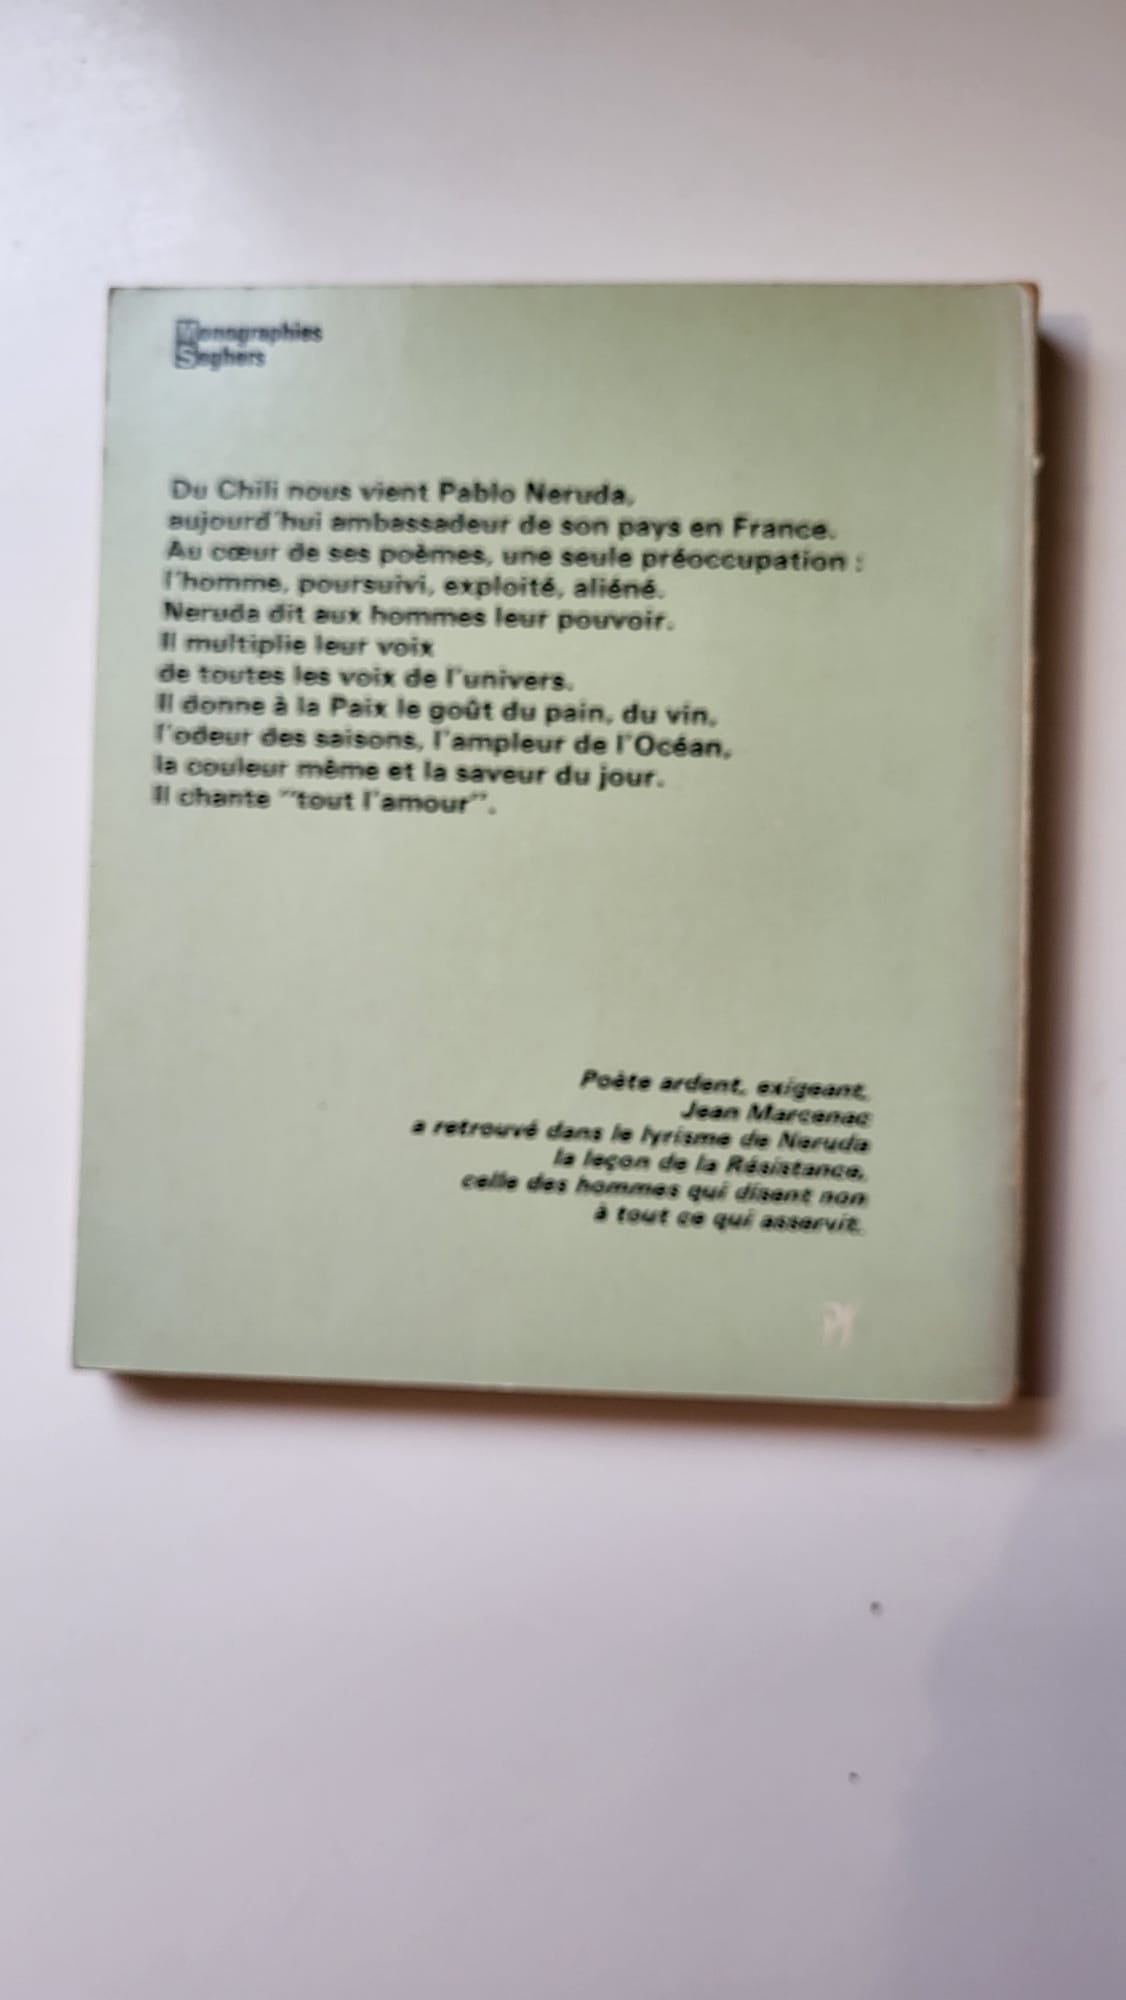 Monographies
Seghers
Du Chili nous vient Pablo Neruda,
aujourd'hui ambassadeur de son pays en France.
Au cœur de ses poèmes, une seule préoccupation :
l'homme, poursuivi, exploité, aliéné.
Neruda dit aux hommes leur pouvoir.
Il multiplie leur voix
de toutes les voix de l'univers.
Il donne à la Paix le goût du pain, du vin,
l'odeur des saisons, l'ampleur de l'Océan,
la couleur même et la saveur du jour.
Il chante "tout l'amour".
Poète ardent, exigeant,
Jean Marcenac
a retrouvé dans le lyrisme de Neruda
la leçon de la Résistance,
celle des hommes qui disent non
à tout ce qui asservit.